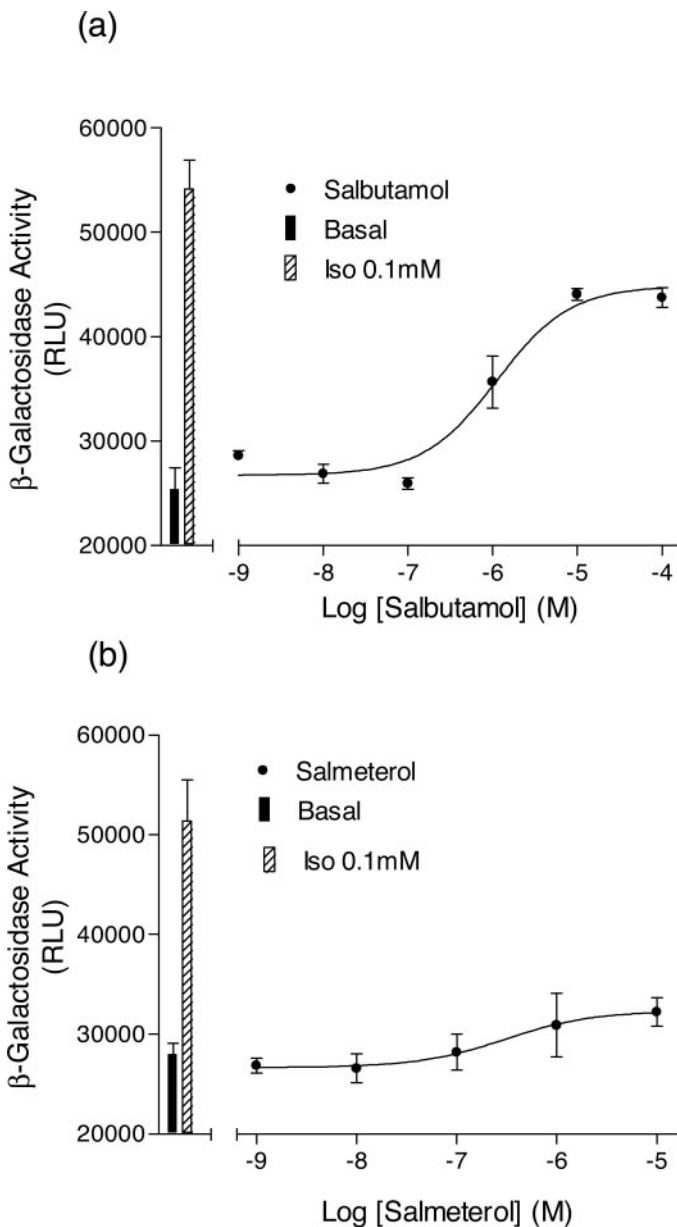 (a)
60000
50000
40000
30000
20000
β-Galactosidase Activity
(RLU)
Salbutamol
Basal
Iso 0.1mM
-9 -8 -7 -6 -5 -4
Log [Salbutamol] (M)
(b)
60000
50000
40000
30000
20000
β-Galactosidase Activity
(RLU)
Salmeterol
Basal
Iso 0.1mM
-9 -8 -7 -6 -5
Log [Salmeterol] (M)